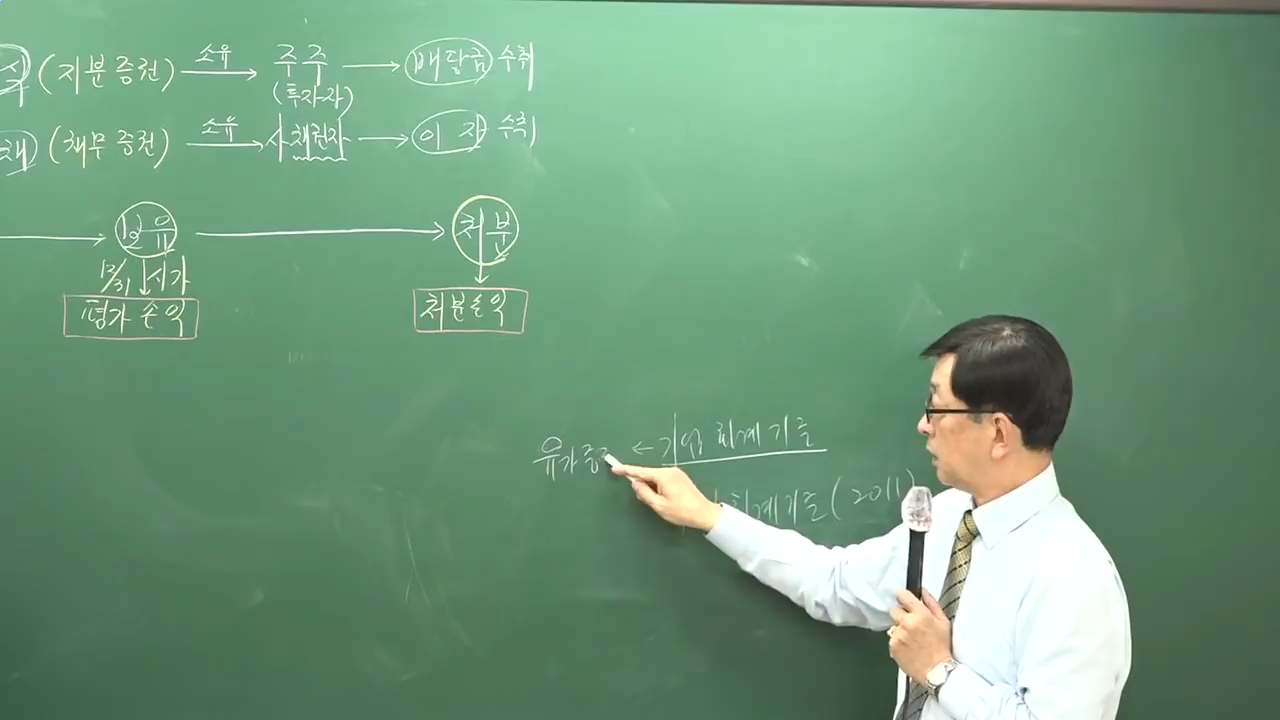 식 (지분증권) 소유 → 주주 → 배당금 수취
(투자자)
채 (채무증권) 소유 → 사채권자 → 이자 수취
→ 보유 → 처분
12/31 ↓ 시가
평가손익 처분손익
유가증 ← 기업회계기준
회계기준 (2011)